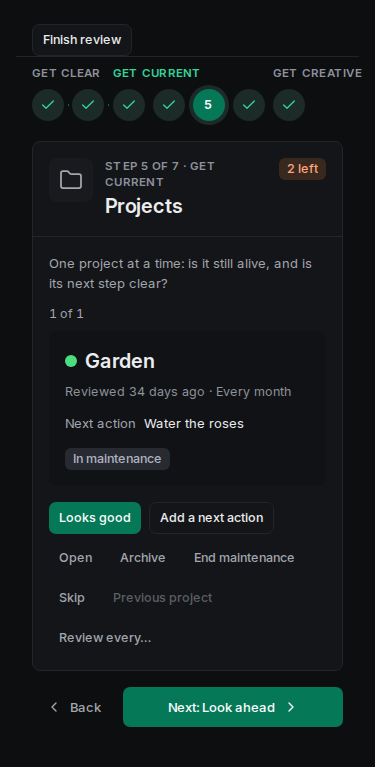 Finish review
GET CLEAR GET CURRENT GET CREATIVE
5
STEP 5 OF 7 · GET
CURRENT
2 left
Projects
One project at a time: is it still alive, and is
its next step clear?
1 of 1
Garden
Reviewed 34 days ago · Every month
Next action Water the roses
In maintenance
Looks good Add a next action
Open Archive End maintenance
Skip Previous project
Review every...
Back Next: Look ahead